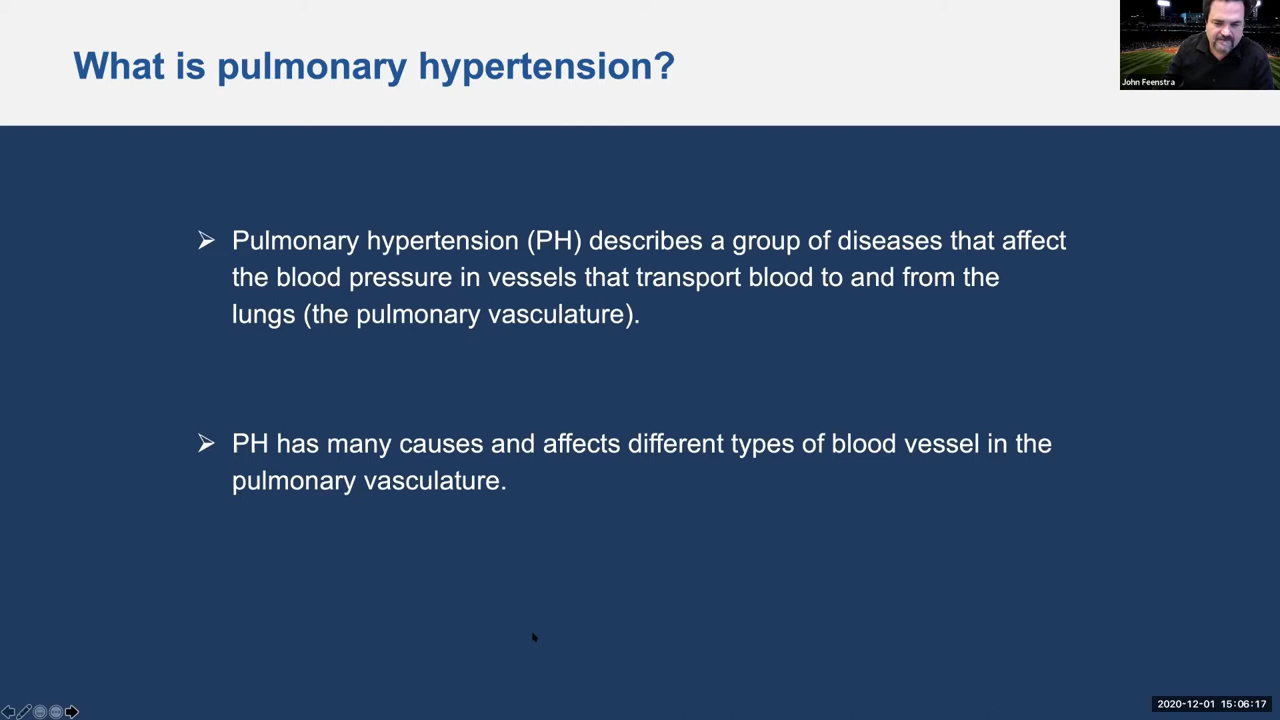 What is pulmonary hypertension?
John Feenstra
➢ Pulmonary hypertension (PH) describes a group of diseases that affect
the blood pressure in vessels that transport blood to and from the
lungs (the pulmonary vasculature).
➢ PH has many causes and affects different types of blood vessel in the
pulmonary vasculature.
2020-12-01 15:06:17